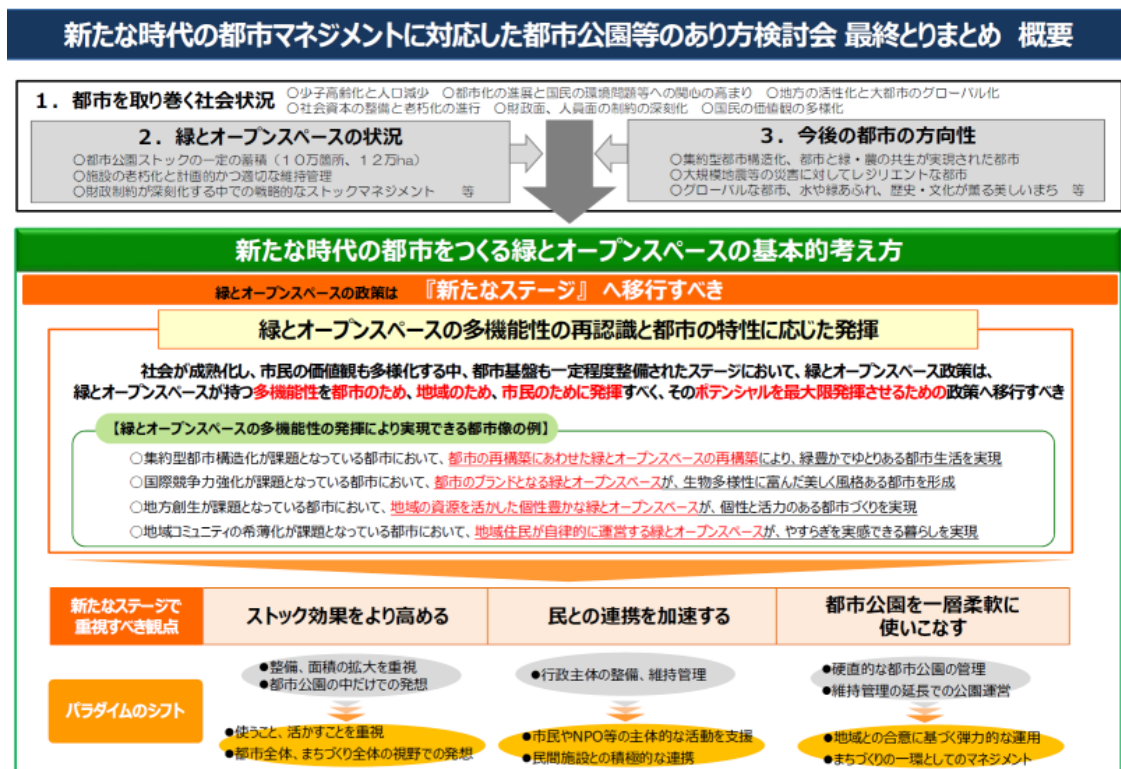 新たな時代の都市マネジメントに対応した都市公園等のあり方検討会 最終とりまとめ 概要
1．都市を取り巻く社会状況
○少子高齢化と人口減少 ○都市化の進展と国民の環境問題等への関心の高まり ○地方の活性化と大都市のグローバル化
○社会資本の整備と老朽化の進行 ○財政面、人員面の制約の深刻化 ○国民の価値観の多様化
2．緑とオープンスペースの状況
○都市公園ストックの一定の蓄積（１０万箇所、１２万ha）
○施設の老朽化と計画的かつ適切な維持管理
○財政制約が深刻化する中での戦略的なストックマネジメント 等
3．今後の都市の方向性
○集約型都市構造化、都市と緑・農の共生が実現された都市
○大規模地震等の災害に対してレジリエントな都市
○グローバルな都市、水や緑あふれ、歴史・文化が薫る美しいまち 等
新たな時代の都市をつくる緑とオープンスペースの基本的考え方
緑とオープンスペースの政策は 『新たなステージ』 へ移行すべき
緑とオープンスペースの多機能性の再認識と都市の特性に応じた発揮
社会が成熟化し、市民の価値観も多様化する中、都市基盤も一定程度整備されたステージにおいて、緑とオープンスペース政策は、
緑とオープンスペースが持つ多機能性を都市のため、地域のため、市民のために発揮すべく、そのポテンシャルを最大限発揮させるための政策へ移行すべき
【緑とオープンスペースの多機能性の発揮により実現できる都市像の例】
○集約型都市構造化が課題となっている都市において、都市の再構築にあわせた緑とオープンスペースの再構築により、緑豊かでゆとりある都市生活を実現
○国際競争力強化が課題となっている都市において、都市のブランドとなる緑とオープンスペースが、生物多様性に富んだ美しく風格ある都市を形成
○地方創生が課題となっている都市において、地域の資源を活かした個性豊かな緑とオープンスペースが、個性と活力のある都市づくりを実現
○地域コミュニティの希薄化が課題となっている都市において、地域住民が自律的に運営する緑とオープンスペースが、やすらぎを実感できる暮らしを実現
新たなステージで
重視すべき観点
ストック効果をより高める
民との連携を加速する
都市公園を一層柔軟に
使いこなす
パラダイムのシフト
●整備、面積の拡大を重視
●都市公園の中だけでの発想
●使うこと、活かすことを重視
●都市全体、まちづくり全体の視野での発想
●行政主体の整備、維持管理
●市民やNPO等の主体的な活動を支援
●民間施設との積極的な連携
●硬直的な都市公園の管理
●維持管理の延長での公園運営
●地域との合意に基づく弾力的な運用
●まちづくりの一環としてのマネジメント